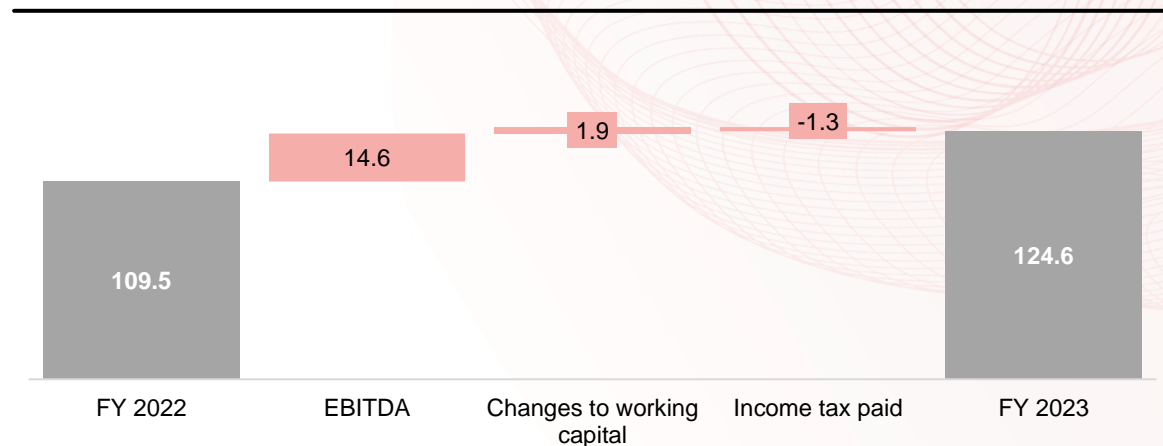 109.5
14.6
1.9
-1.3
124.6
FY 2022
EBITDA
Changes to working
capital
Income tax paid
FY 2023